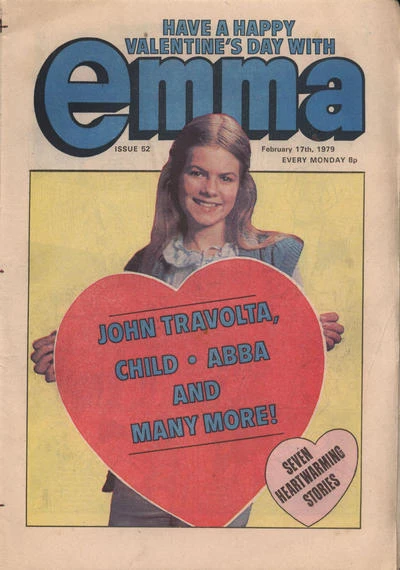 HAVE A HAPPY
VALENTINE'S DAY WITH
emma
ISSUE 52
February 17th, 1979
EVERY MONDAY 8p
JOHN TRAVOLTA,
CHILD • ABBA
AND
MANY MORE!
SEVEN
HEARTWARMING
STORIES